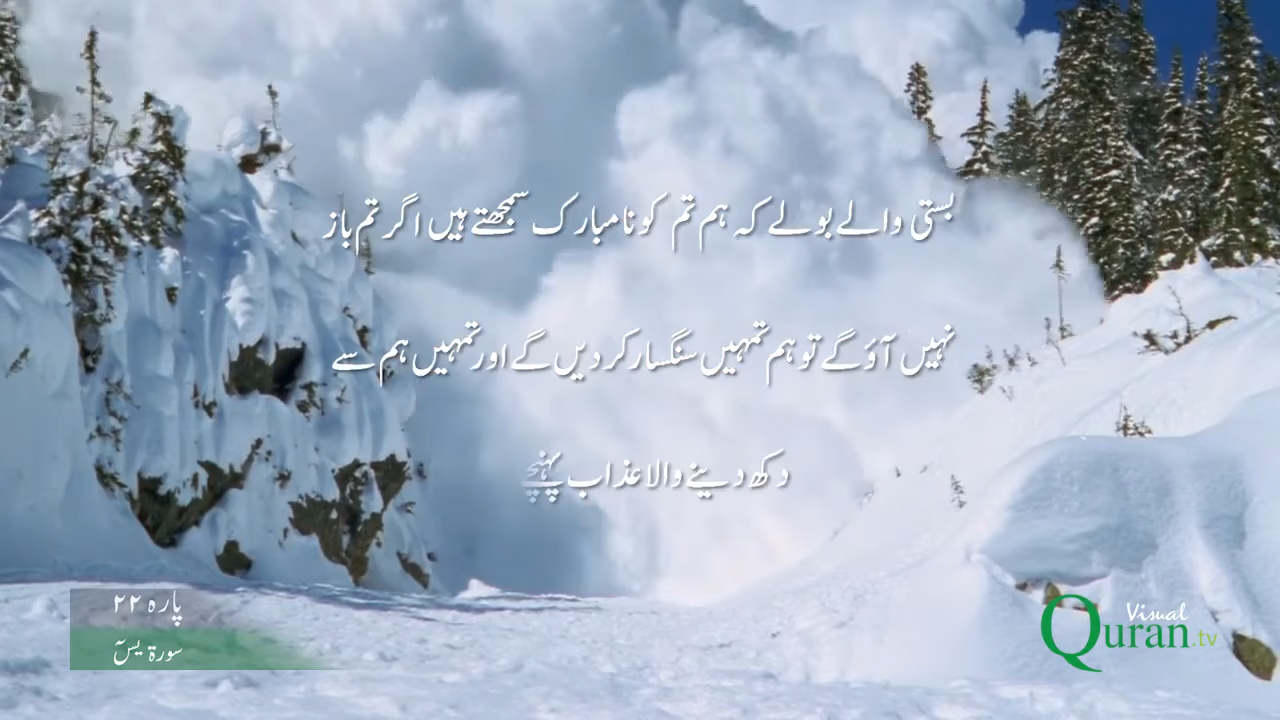 بستی والے بولے کہ ہم تم کو نامبارک سمجھتے ہیں اگر تم باز
نہیں آؤ گے تو ہم تمہیں سنگسار کر دیں گے اور تمہیں ہم سے
دکھ دینے والا عذاب پہنچے
پارہ ۲۲
سورۃ یسٓ
Visual
Quran.tv